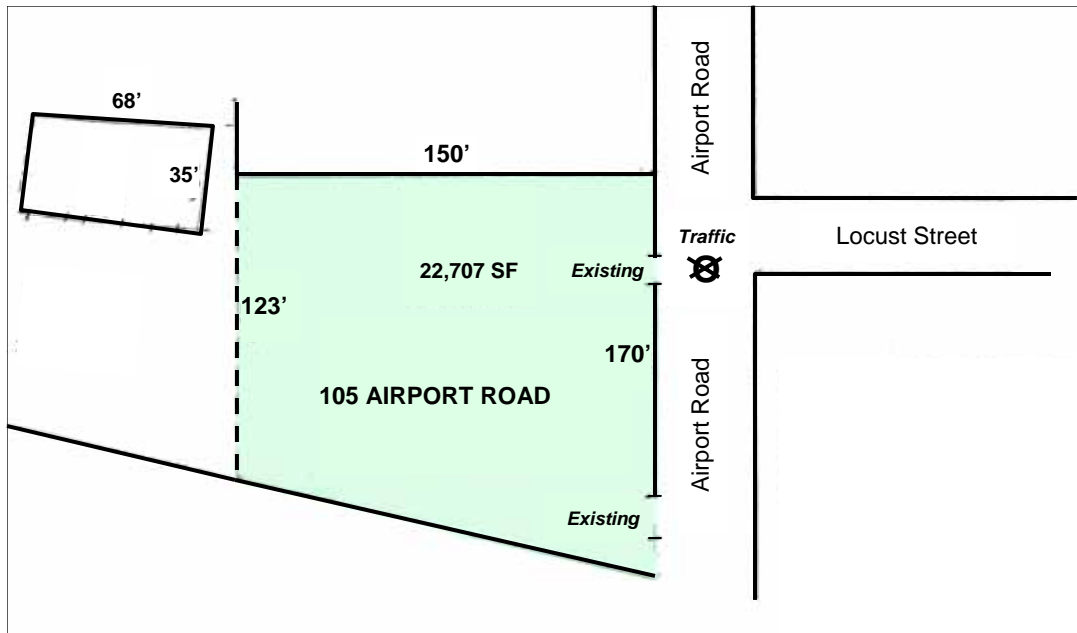 68’
35’
150’
Airport Road
Traffic
Locust Street
22,707 SF
Existing
123’
170’
105 AIRPORT ROAD
Airport Road
Existing